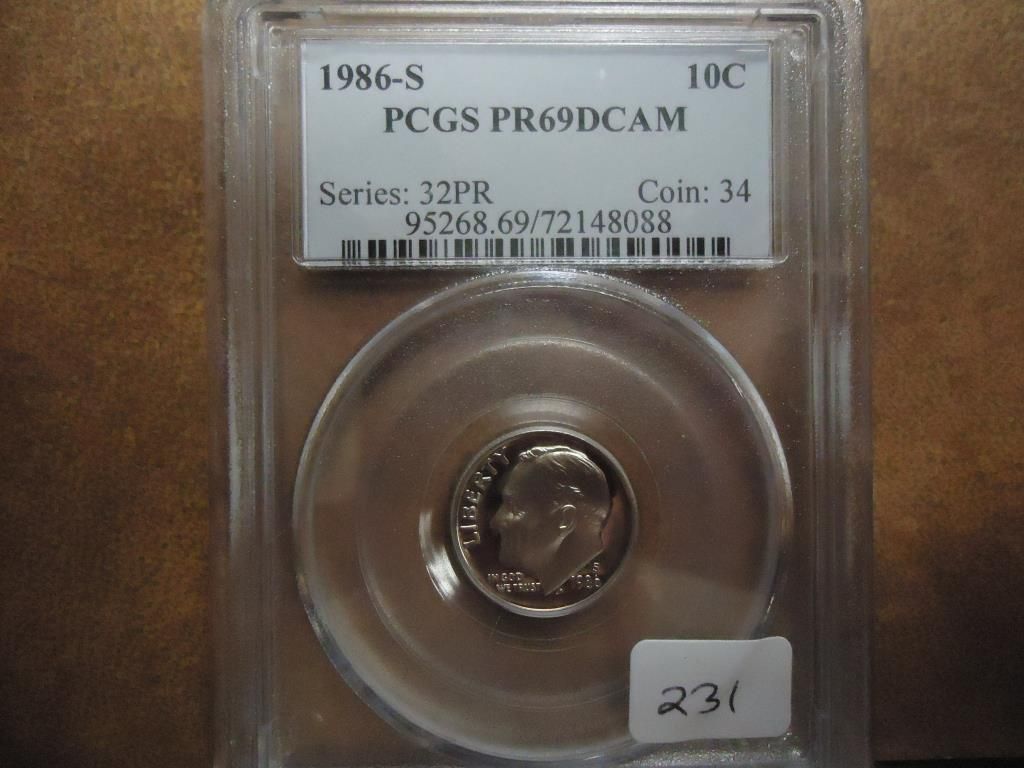 1986-S 10C
PCGS PR69DCAM
Series: 32PR Coin: 34
95268.69/72148088
LIBERTY
IN GOD
WE TRUST
S
1986
231